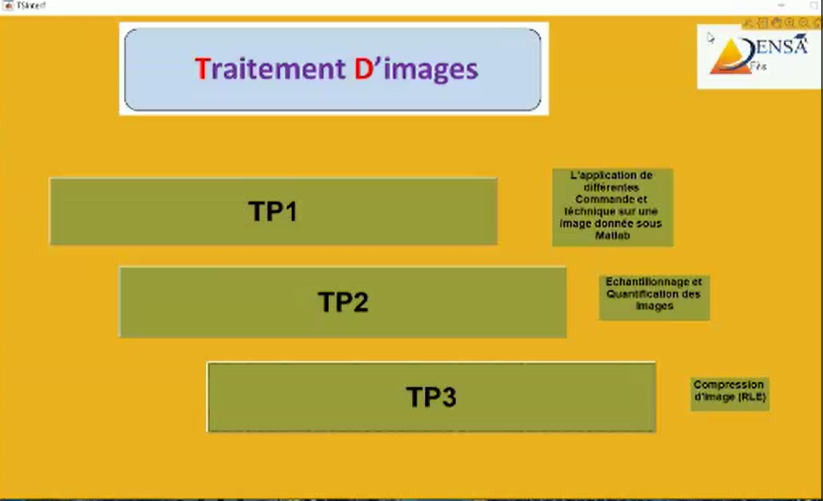 TSInterf
Traitement D'images
ENSA
Fès
TP1
L'application de
différentes
Commande et
téchnique sur une
image donnée sous
Matlab
TP2
Echantillonnage et
Quantification des
images
TP3
Compression
d'image (RLE)